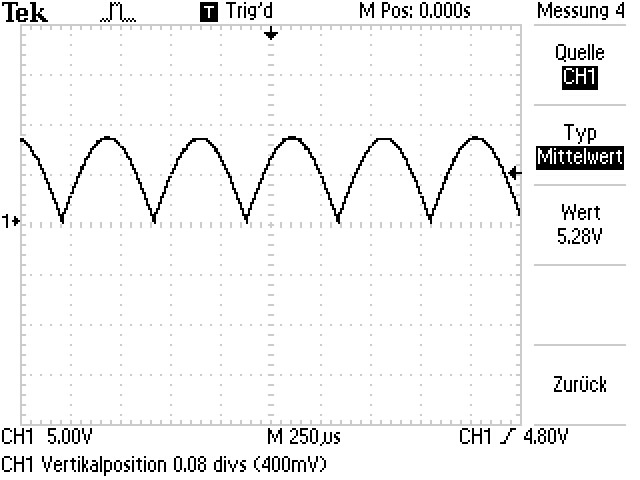 Tek T Trig'd M Pos: 0.000s Messung 4
Quelle
CH1
Typ
Mittelwert
1
Wert
5.28V
Zurück
CH1 5.00V M 250µs CH1 4.80V
CH1 Vertikalposition 0.08 divs (400mV)